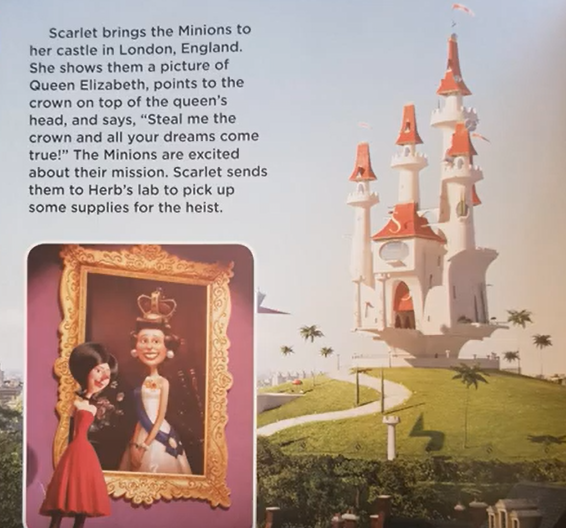 Scarlet brings the Minions to
her castle in London, England.
She shows them a picture of
Queen Elizabeth, points to the
crown on top of the queen's
head, and says, “Steal me the
crown and all your dreams come
true!” The Minions are excited
about their mission. Scarlet sends
them to Herb's lab to pick up
some supplies for the heist.
S